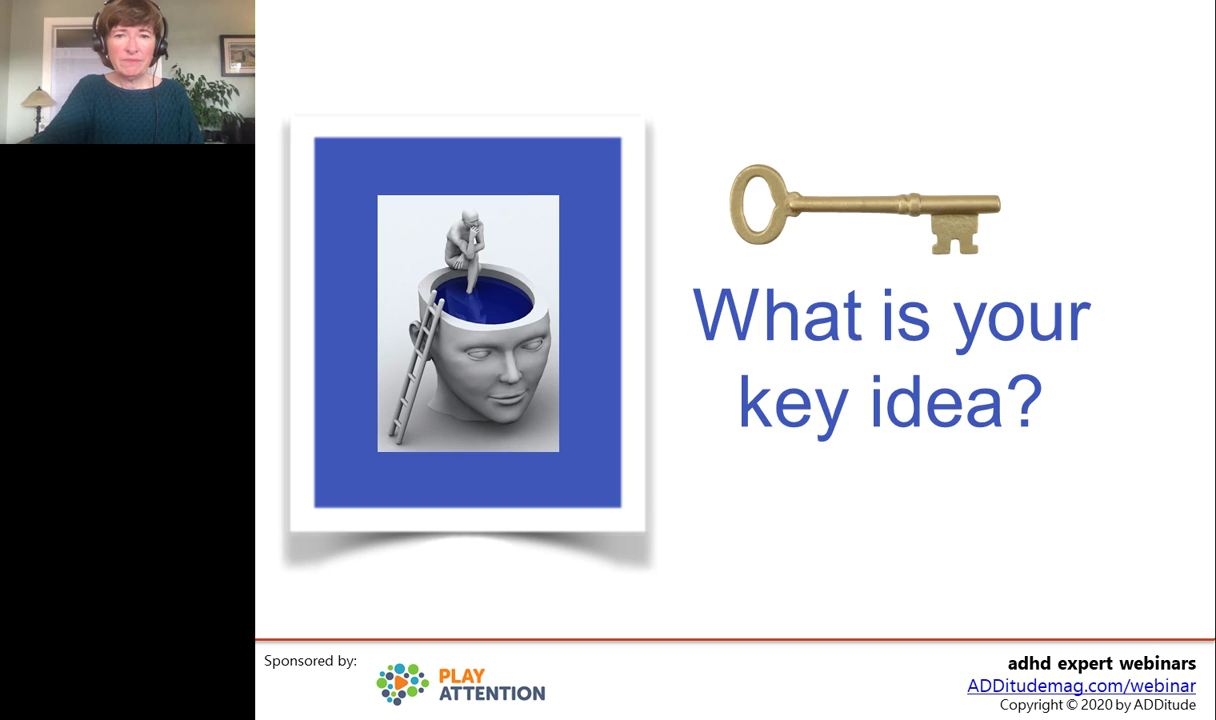 What is your
key idea?
Sponsored by:
PLAY
ATTENTION
adhd expert webinars
ADDitudemag.com/webinar
Copyright © 2020 by ADDitude